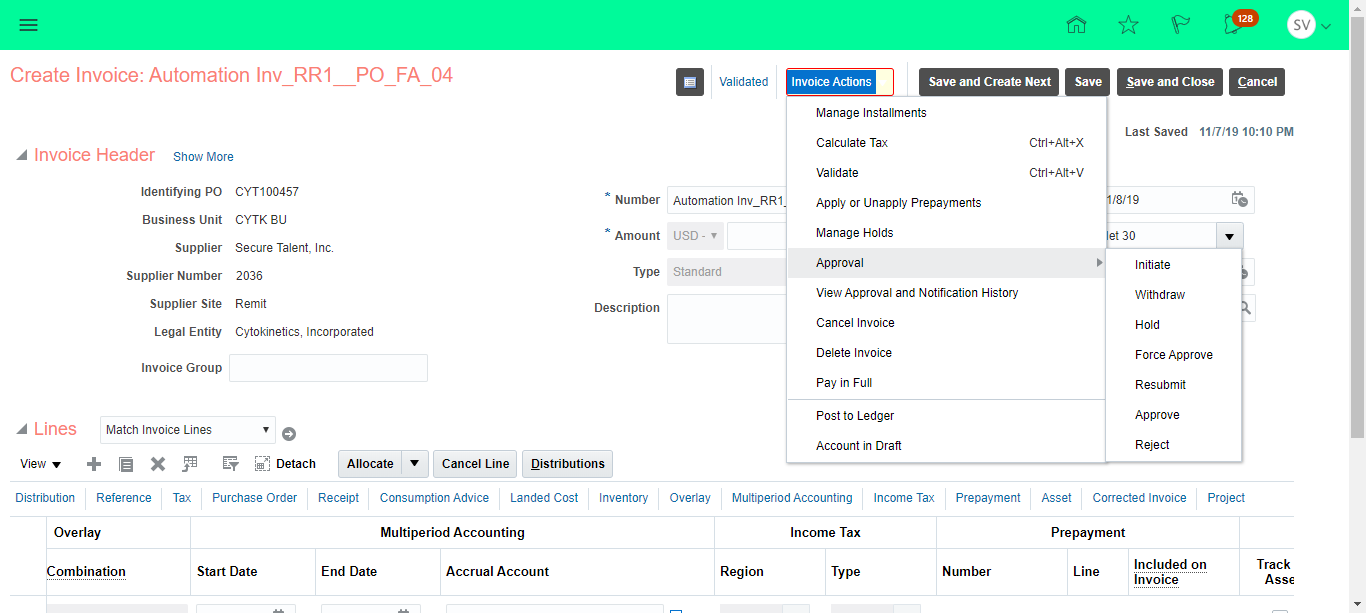 128
SV
Create Invoice: Automation Inv_RR1__PO_FA_04
Validated
Invoice Actions
Save and Create Next
Save
Save and Close
Cancel
Last Saved 11/7/19 10:10 PM
Invoice Header
Show More
Identifying PO CYT100457
Business Unit CYTK BU
Supplier Secure Talent, Inc.
Supplier Number 2036
Supplier Site Remit
Legal Entity Cytokinetics, Incorporated
Invoice Group
* Number Automation Inv_RR1_
* Amount USD -
Type Standard
Description
1/8/19
let 30
Manage Installments
Calculate Tax Ctrl+Alt+X
Validate Ctrl+Alt+V
Apply or Unapply Prepayments
Manage Holds
Approval
View Approval and Notification History
Cancel Invoice
Delete Invoice
Pay in Full
Post to Ledger
Account in Draft
Initiate
Withdraw
Hold
Force Approve
Resubmit
Approve
Reject
Lines
Match Invoice Lines
View
Detach
Allocate
Cancel Line
Distributions
Distribution
Reference
Tax
Purchase Order
Receipt
Consumption Advice
Landed Cost
Inventory
Overlay
Multiperiod Accounting
Income Tax
Prepayment
Asset
Corrected Invoice
Project
Overlay
Multiperiod Accounting
Income Tax
Prepayment
Combination
Start Date
End Date
Accrual Account
Region
Type
Number
Line
Included on
Invoice
Track
Asse